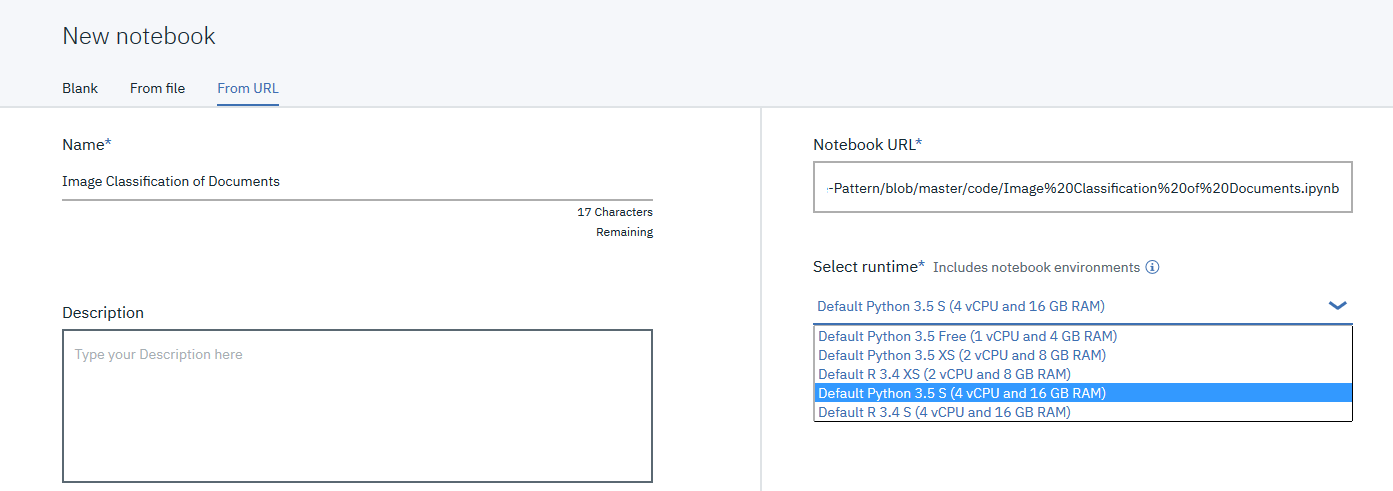 New notebook
Blank From file From URL
Name*
Image Classification of Documents
17 Characters
Remaining
Description
Type your Description here
Notebook URL*
-Pattern/blob/master/code/Image%20Classification%20of%20Documents.ipynb
Select runtime* Includes notebook environments
Default Python 3.5 S (4 vCPU and 16 GB RAM)
Default Python 3.5 Free (1 vCPU and 4 GB RAM)
Default Python 3.5 XS (2 vCPU and 8 GB RAM)
Default R 3.4 XS (2 vCPU and 8 GB RAM)
Default Python 3.5 S (4 vCPU and 16 GB RAM)
Default R 3.4 S (4 vCPU and 16 GB RAM)